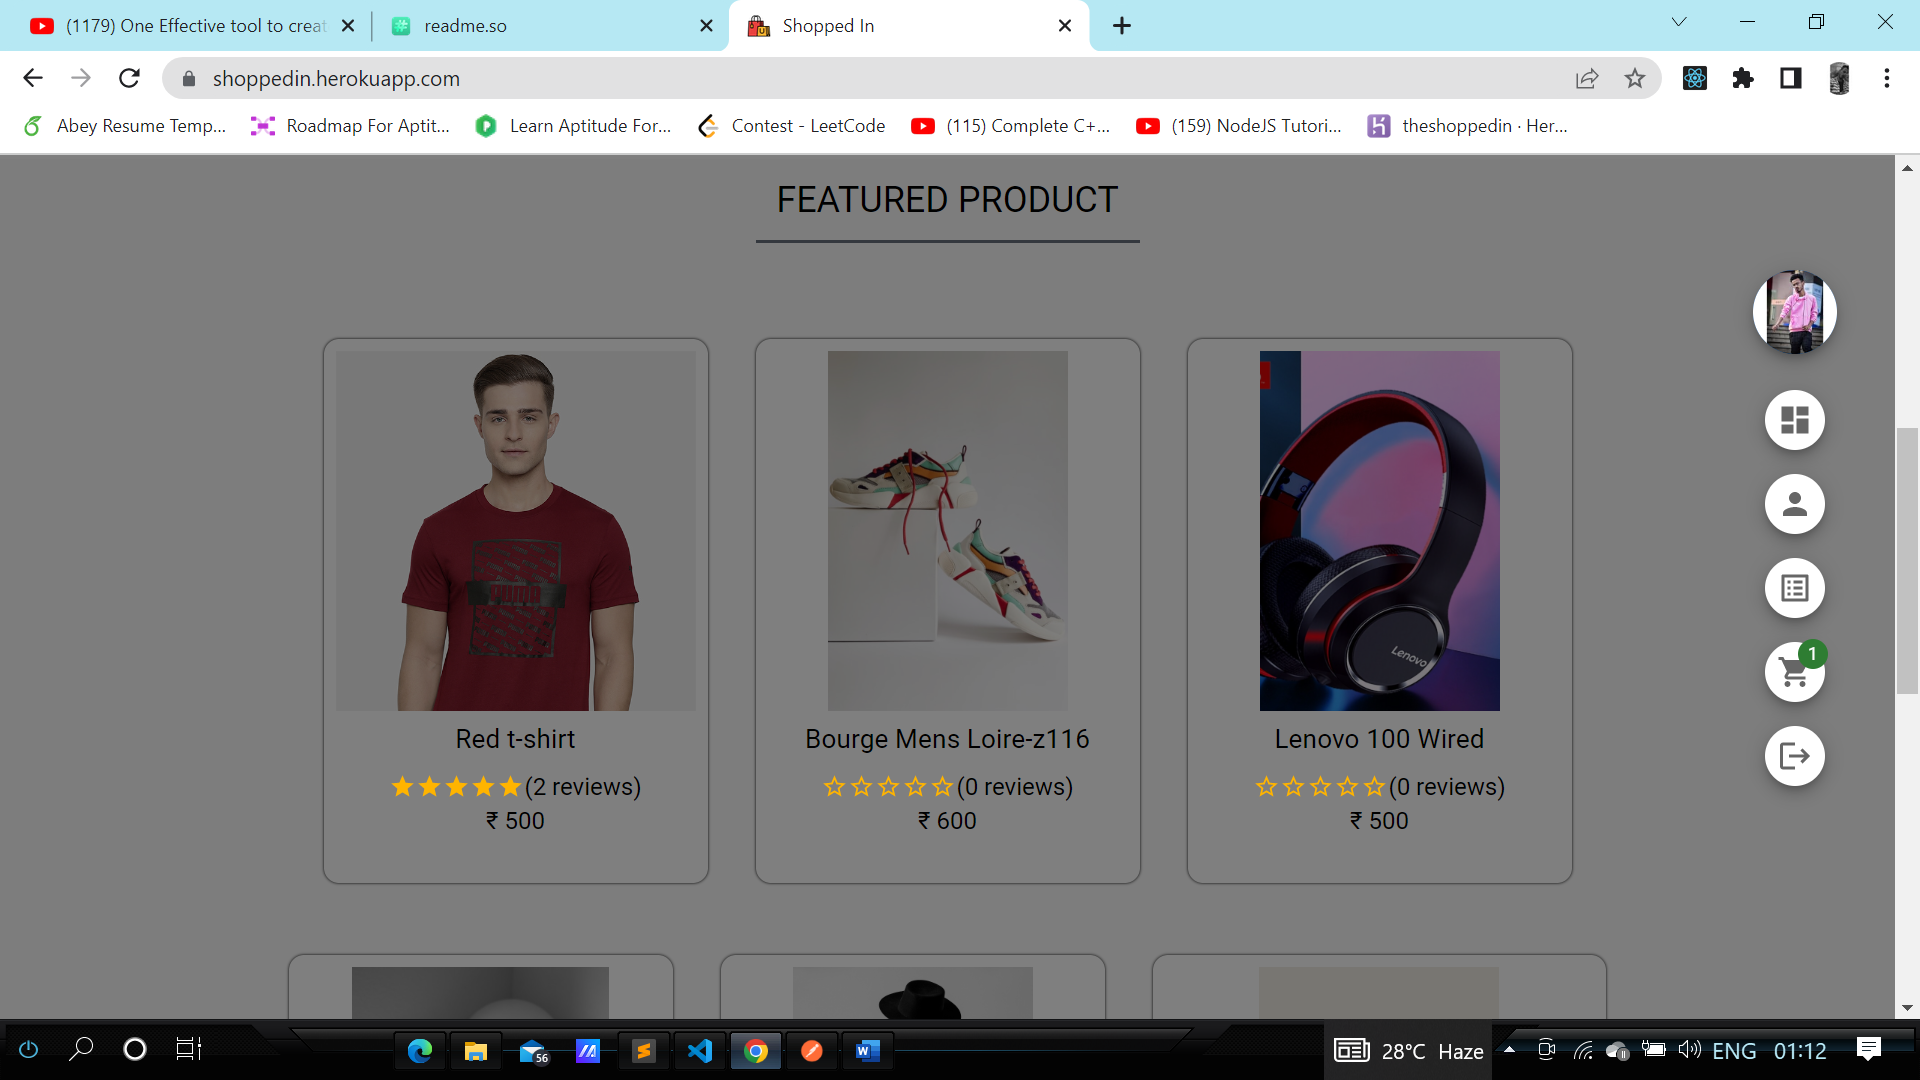 (1179) One Effective tool to creat
readme.so
Shopped In
shoppedin.herokuapp.com
Abey Resume Temp...
Roadmap For Aptit...
Learn Aptitude For...
Contest - LeetCode
(115) Complete C+...
(159) NodeJS Tutori...
theshoppedin · Her...
FEATURED PRODUCT
PUMA
Lenovo
Red t-shirt
(2 reviews)
₹ 500
Bourge Mens Loire-z116
(0 reviews)
₹ 600
Lenovo 100 Wired
(0 reviews)
₹ 500
1
56
28°C Haze
ENG
01:12